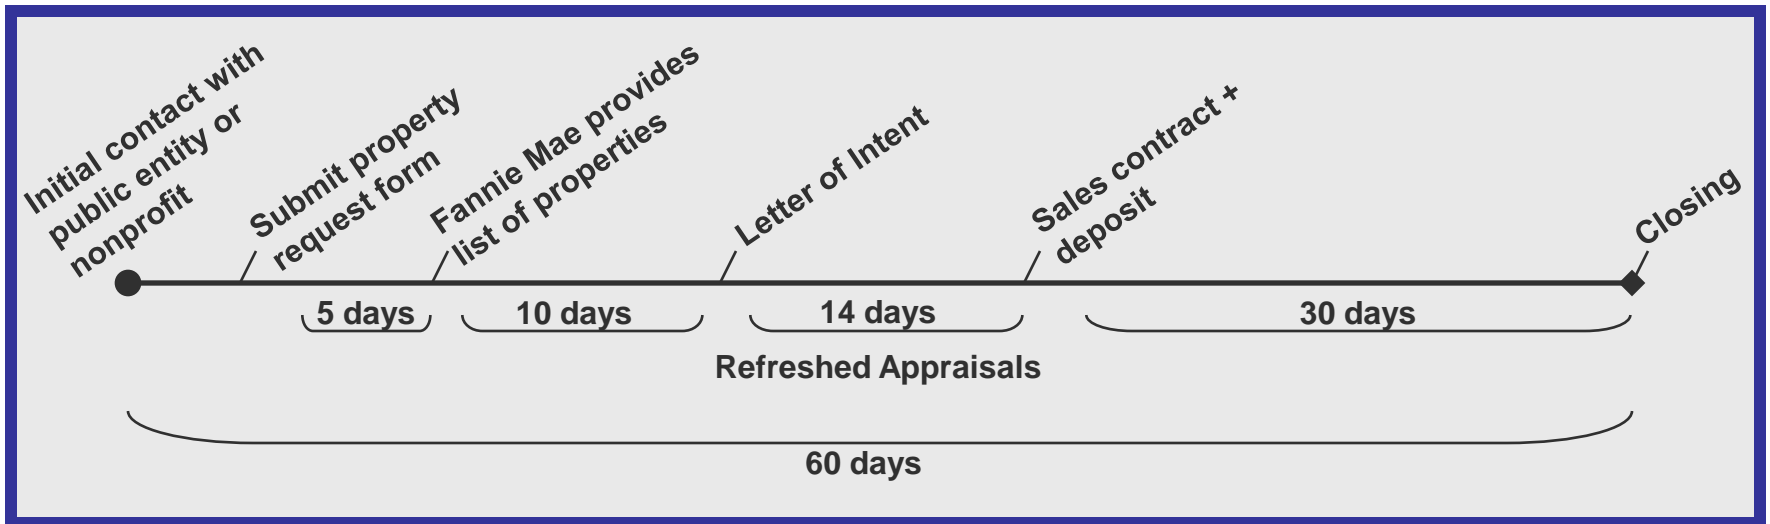 Initial contact with
public entity or
nonprofit
Submit property
request form
Fannie Mae provides
list of properties
Letter of Intent
Sales contract +
deposit
Closing
5 days
10 days
14 days
30 days
Refreshed Appraisals
60 days